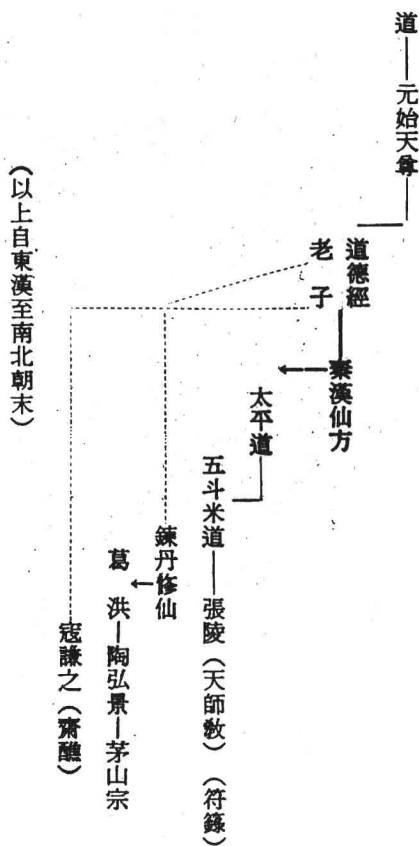 道 元始天尊
道德經
老子
秦漢仙方
太平道
五斗米道 張陵（天師敎）（符籙）
鍊丹修仙
葛洪 陶弘景 茅山宗
寇謙之（齋醮）
（以上自東漢至南北朝末）